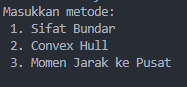 Masukkan metode:
1. Sifat Bundar
2. Convex Hull
3. Momen Jarak ke Pusat